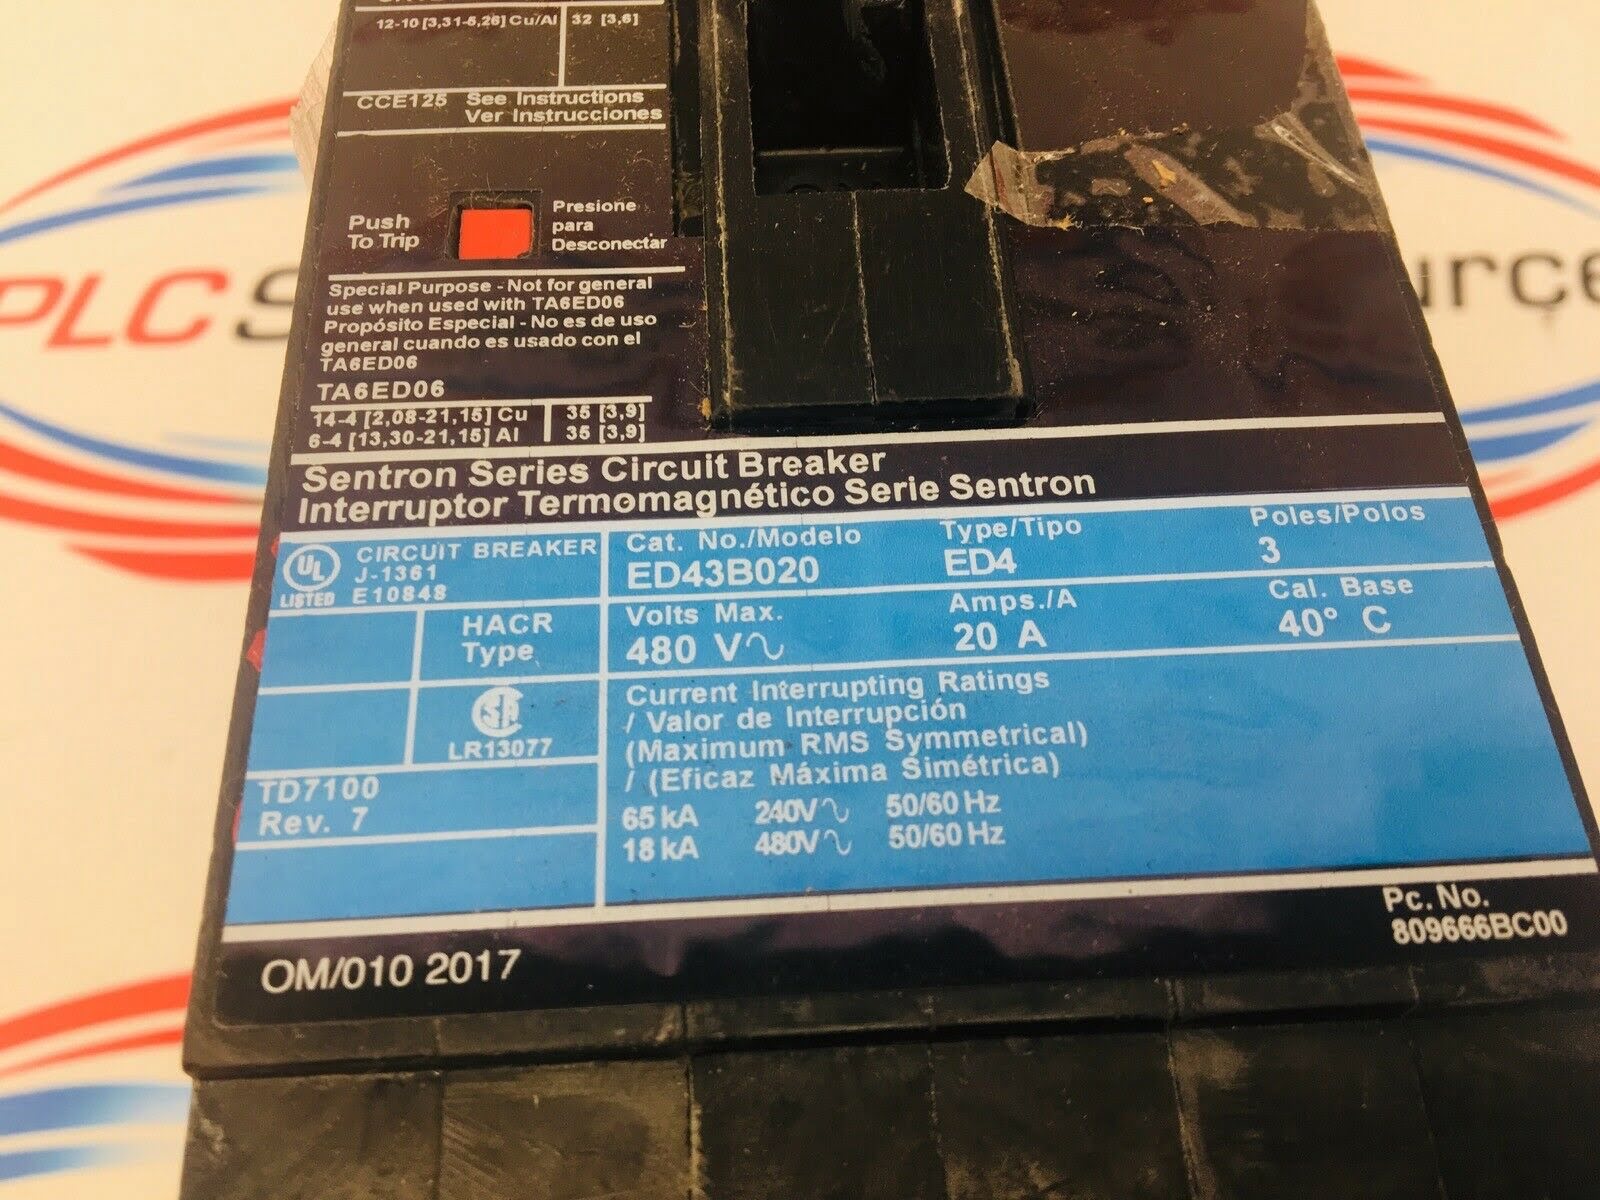 12-10 [3,31-5,26] Cu/Al 32 [3,6]
CCE125 See Instructions
Ver Instrucciones
Push
To Trip
Presione
para
Desconectar
Special Purpose - Not for general
use when used with TA6ED06
Propósito Especial - No es de uso
general cuando es usado con el
TA6ED06
TA6ED06
14-4 [2,08-21,15] Cu 35 [3,9]
6-4 [13,30-21,15] Al 35 [3,9]
Sentron Series Circuit Breaker
Interruptor Termomagnético Serie Sentron
UL
LISTED
CIRCUIT BREAKER
J-1361
E10848
HACR
Type
LR13077
TD7100
Rev. 7
Cat. No./Modelo
ED43B020
Type/Tipo
ED4
Poles/Polos
3
Volts Max.
480 V∿
Amps./A
20 A
Cal. Base
40° C
Current Interrupting Ratings
/ Valor de Interrupción
(Maximum RMS Symmetrical)
/ (Eficaz Máxima Simétrica)
65 kA 240V∿ 50/60 Hz
18 kA 480V∿ 50/60 Hz
Pc. No.
809666BC00
OM/010 2017
PLC S
urce